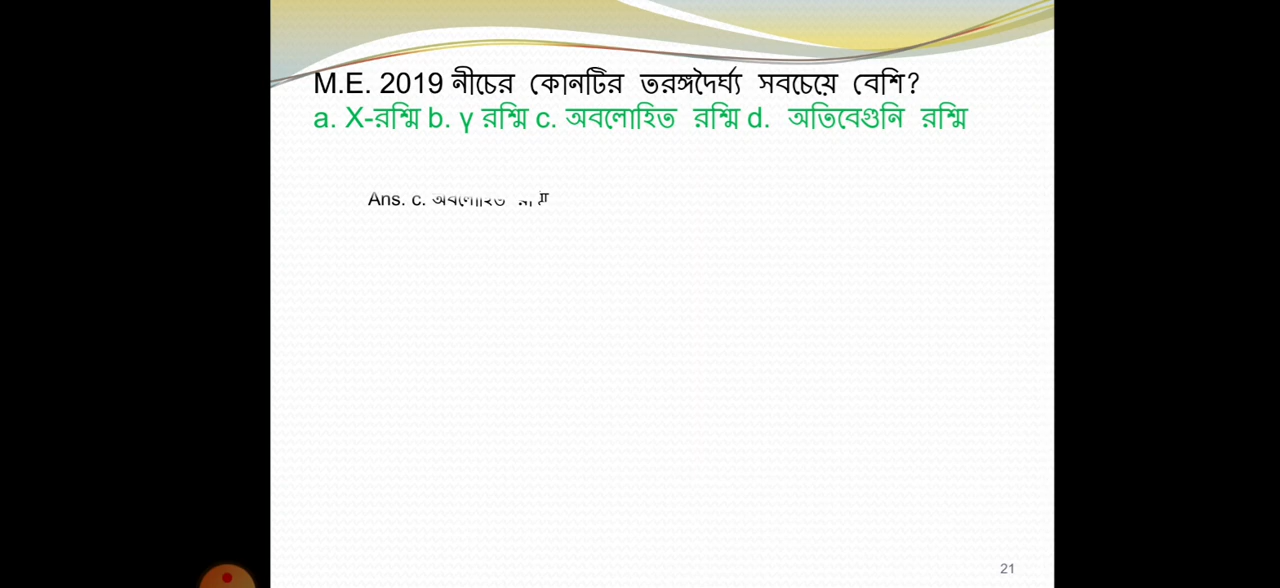 M.E. 2019 নীচের কোনটির তরঙ্গদৈর্ঘ্য সবচেয়ে বেশি?
a. X-রশ্মি b. γ রশ্মি c. অবলোহিত রশ্মি d. অতিবেগুনি রশ্মি
Ans. c. অবলোহিত
21